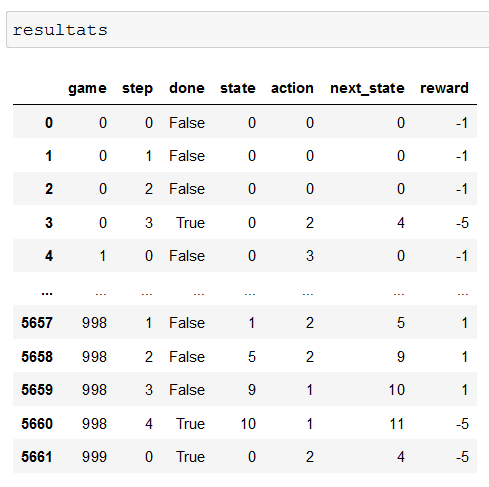 resultats
game step done state action next_state reward
0 0 0 False 0 0 0 -1
1 0 1 False 0 0 0 -1
2 0 2 False 0 0 0 -1
3 0 3 True 0 2 4 -5
4 1 0 False 0 3 0 -1
... ... ... ... ... ... ... ...
5657 998 1 False 1 2 5 1
5658 998 2 False 5 2 9 1
5659 998 3 False 9 1 10 1
5660 998 4 True 10 1 11 -5
5661 999 0 True 0 2 4 -5